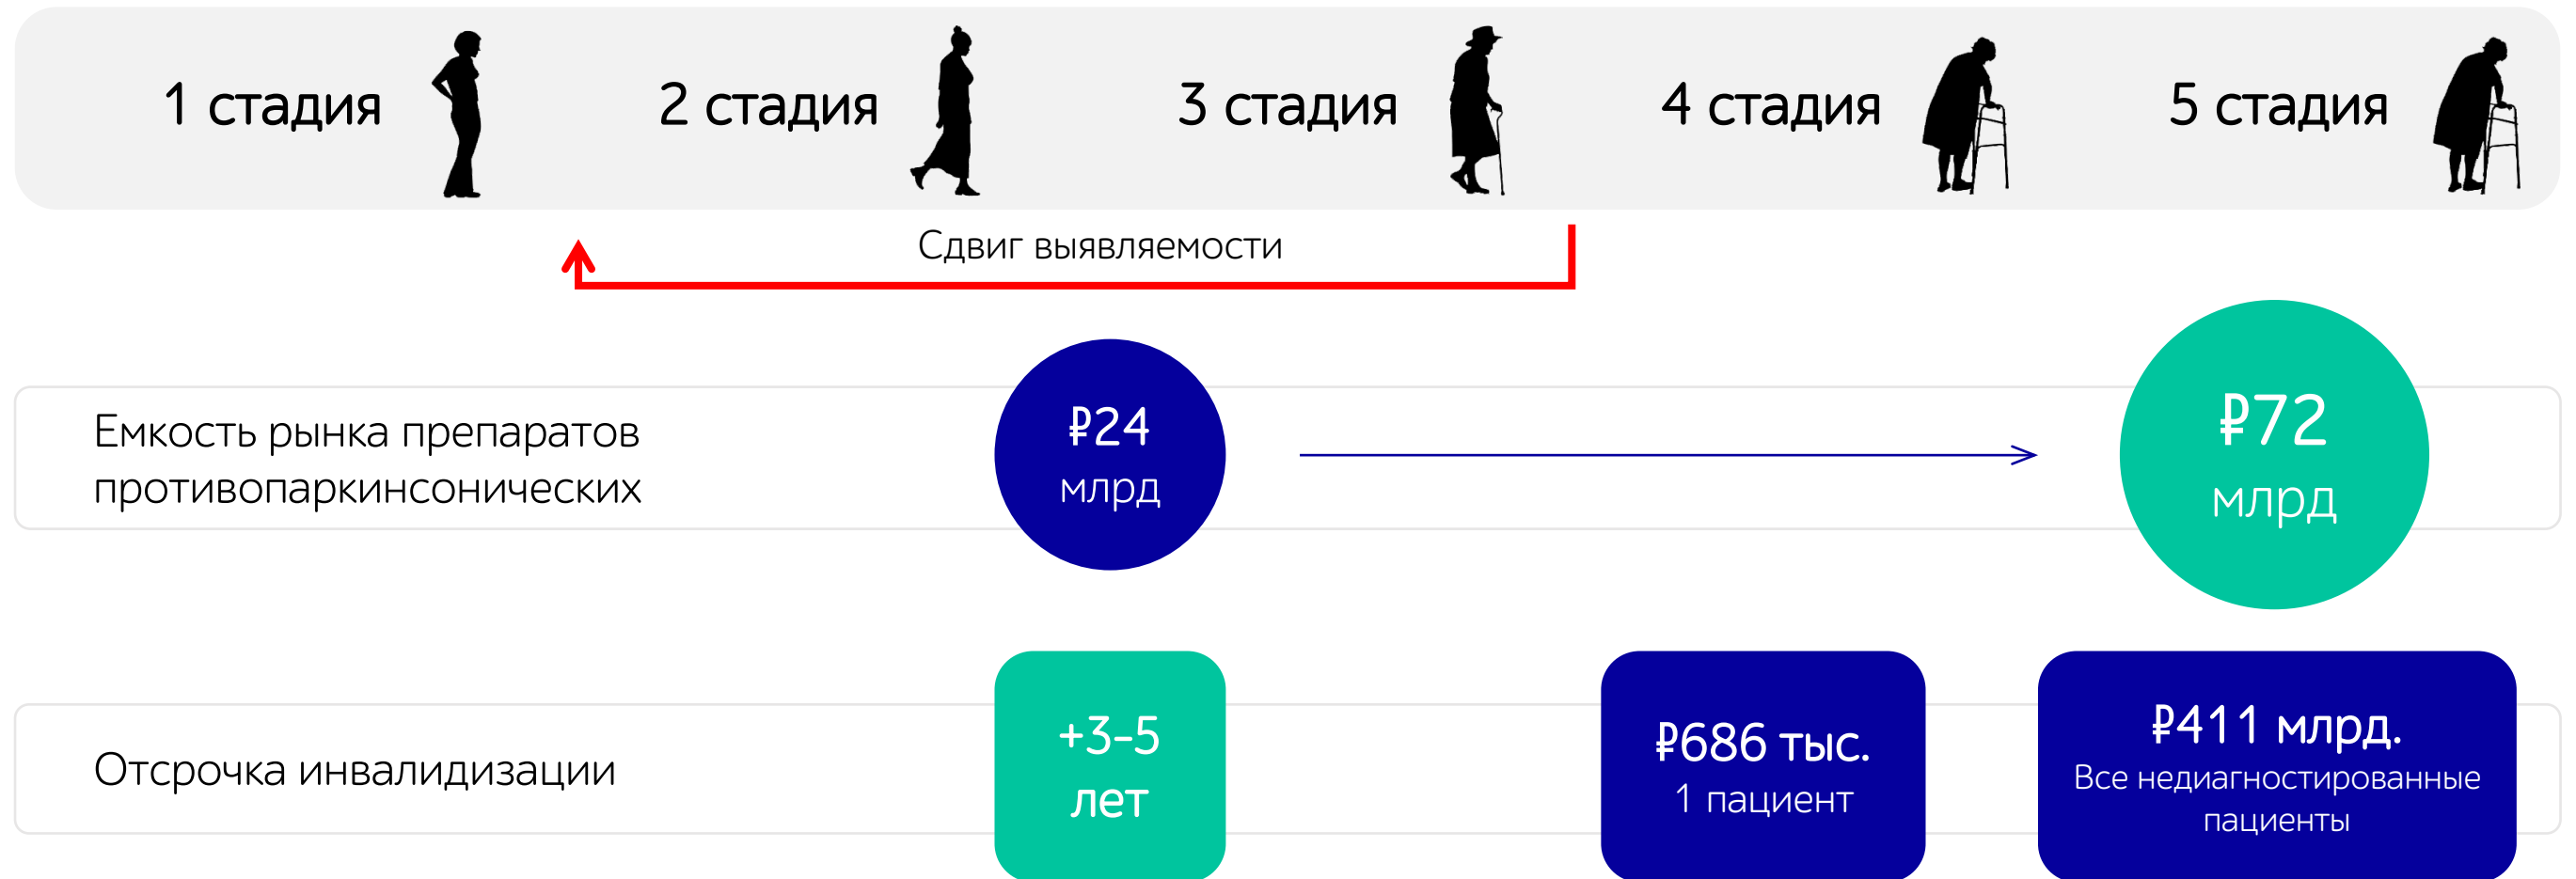 1 стадия
2 стадия
3 стадия
4 стадия
5 стадия
Сдвиг выявляемости
Емкость рынка препаратов
противопаркинсонических
₽24
млрд
₽72
млрд
Отсрочка инвалидизации
+3-5
лет
₽686 тыс.
1 пациент
₽411 млрд.
Все недиагностированные
пациенты